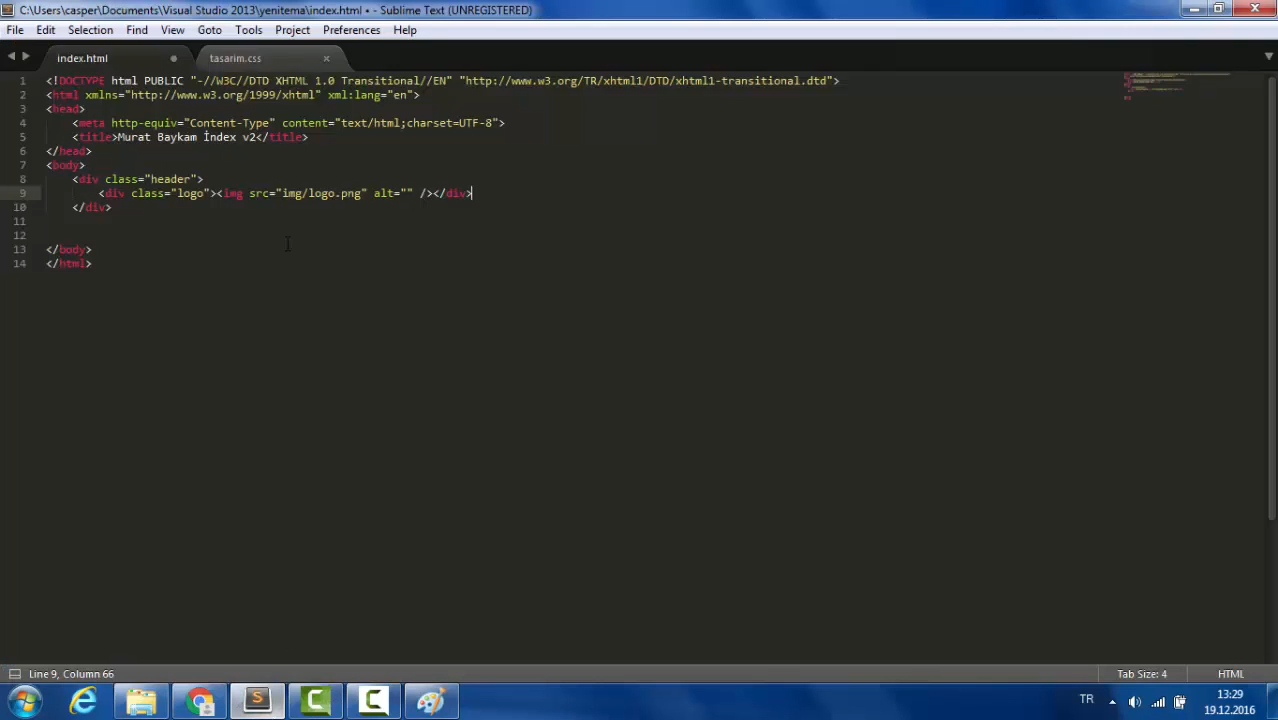 C:\Users\casper\Documents\Visual Studio 2013\yenitema\index.html • - Sublime Text (UNREGISTERED)
File Edit Selection Find View Goto Tools Project Preferences Help
index.html tasarim.css
1 <!DOCTYPE html PUBLIC "-//W3C//DTD XHTML 1.0 Transitional//EN" "http://www.w3.org/TR/xhtml1/DTD/xhtml1-transitional.dtd">
2 <html xmlns="http://www.w3.org/1999/xhtml" xml:lang="en">
3 <head>
4 <meta http-equiv="Content-Type" content="text/html;charset=UTF-8">
5 <title>Murat Baykam İndex v2</title>
6 </head>
7 <body>
8 <div class="header">
9 <div class="logo"><img src="img/logo.png" alt="" /></div>
10 </div>
11
12
13 </body>
14 </html>
Line 9, Column 66 Tab Size: 4 HTML
TR 13:29
19.12.2016